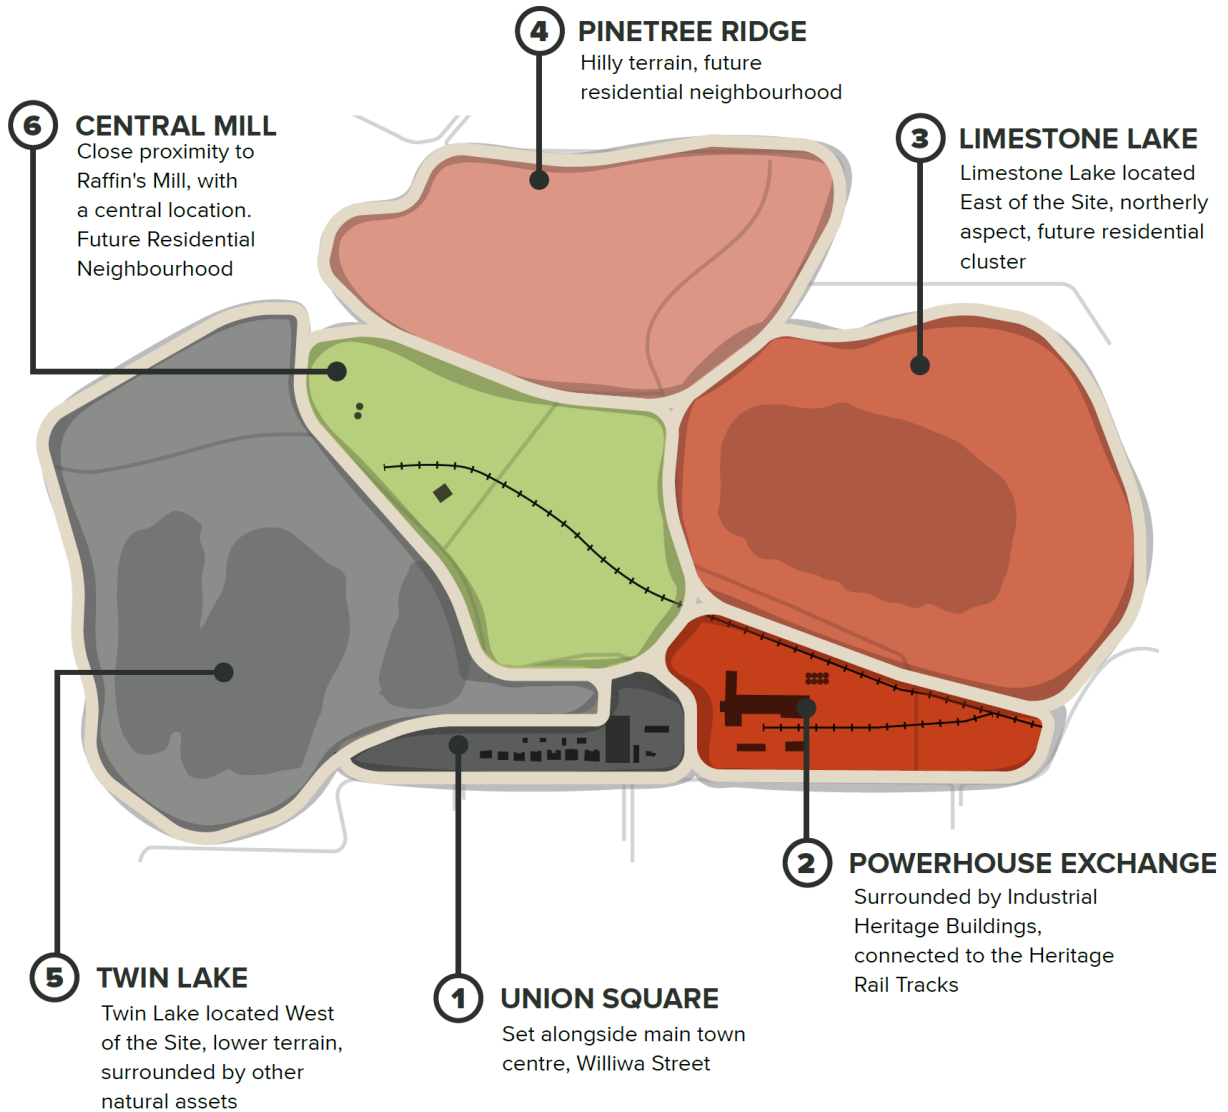 4
PINETREE RIDGE
Hilly terrain, future
residential neighbourhood
6
CENTRAL MILL
Close proximity to
Raffin's Mill, with
a central location.
Future Residential
Neighbourhood
3
LIMESTONE LAKE
Limestone Lake located
East of the Site, northerly
aspect, future residential
cluster
2
POWERHOUSE EXCHANGE
Surrounded by Industrial
Heritage Buildings,
connected to the Heritage
Rail Tracks
5
TWIN LAKE
Twin Lake located West
of the Site, lower terrain,
surrounded by other
natural assets
1
UNION SQUARE
Set alongside main town
centre, Williwa Street